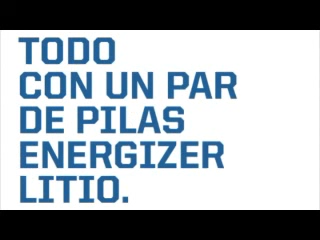 TODO
CON UN PAR
DE PILAS
ENERGIZER
LITIO.